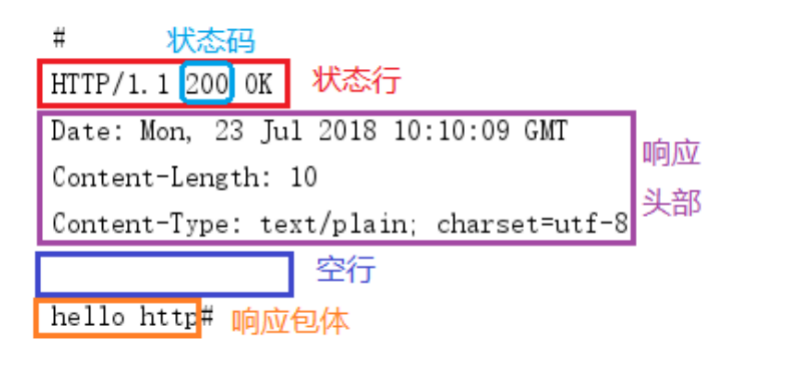 # 状态码
HTTP/1.1 200 OK 状态行
Date: Mon, 23 Jul 2018 10:10:09 GMT
响应
Content-Length: 10
头部
Content-Type: text/plain; charset=utf-8
空行
hello http# 响应包体